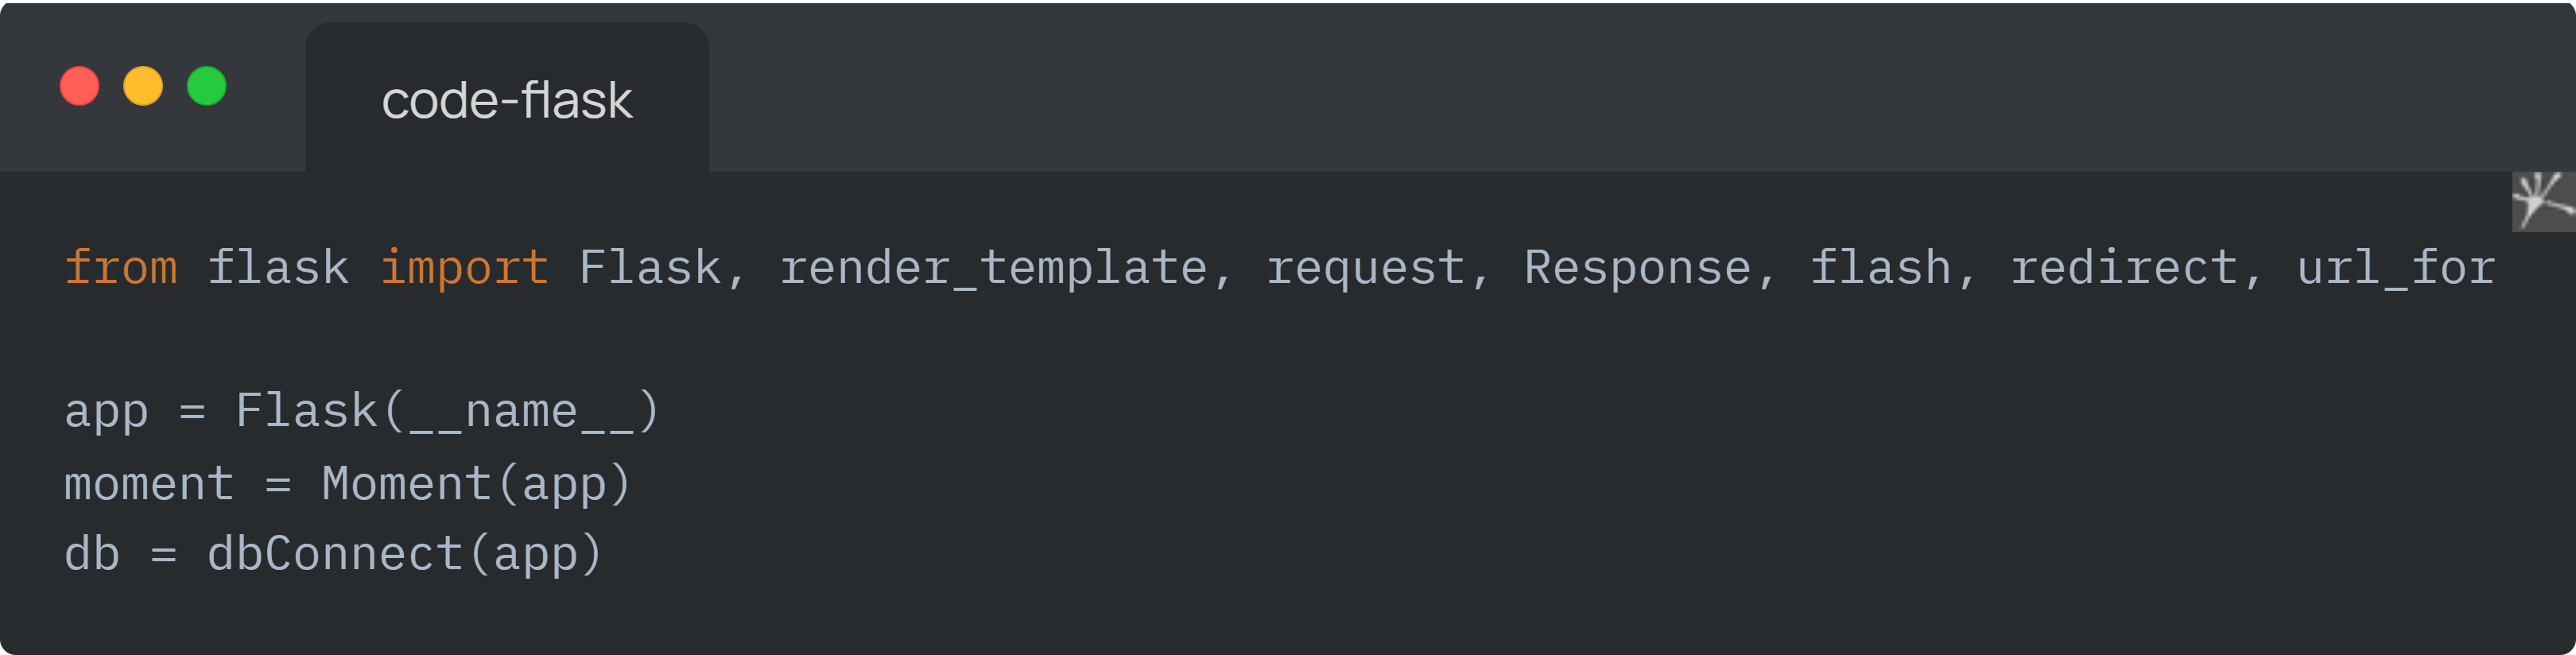 code-flask
from flask import Flask, render_template, request, Response, flash, redirect, url_for
app = Flask(__name__)
moment = Moment(app)
db = dbConnect(app)